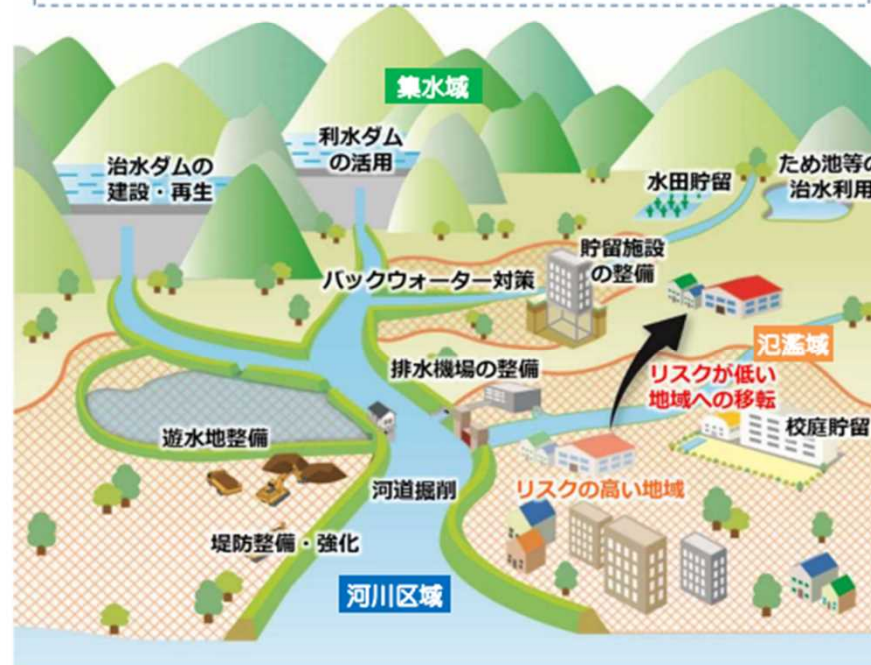 集水域
利水ダム
の活用
治水ダムの
建設・再生
水田貯留
ため池等の
治水利用
貯留施設
の整備
バックウォーター対策
氾濫域
排水機場の整備
リスクが低い
地域への移転
校庭貯留
遊水地整備
河道掘削
リスクの高い地域
堤防整備・強化
河川区域